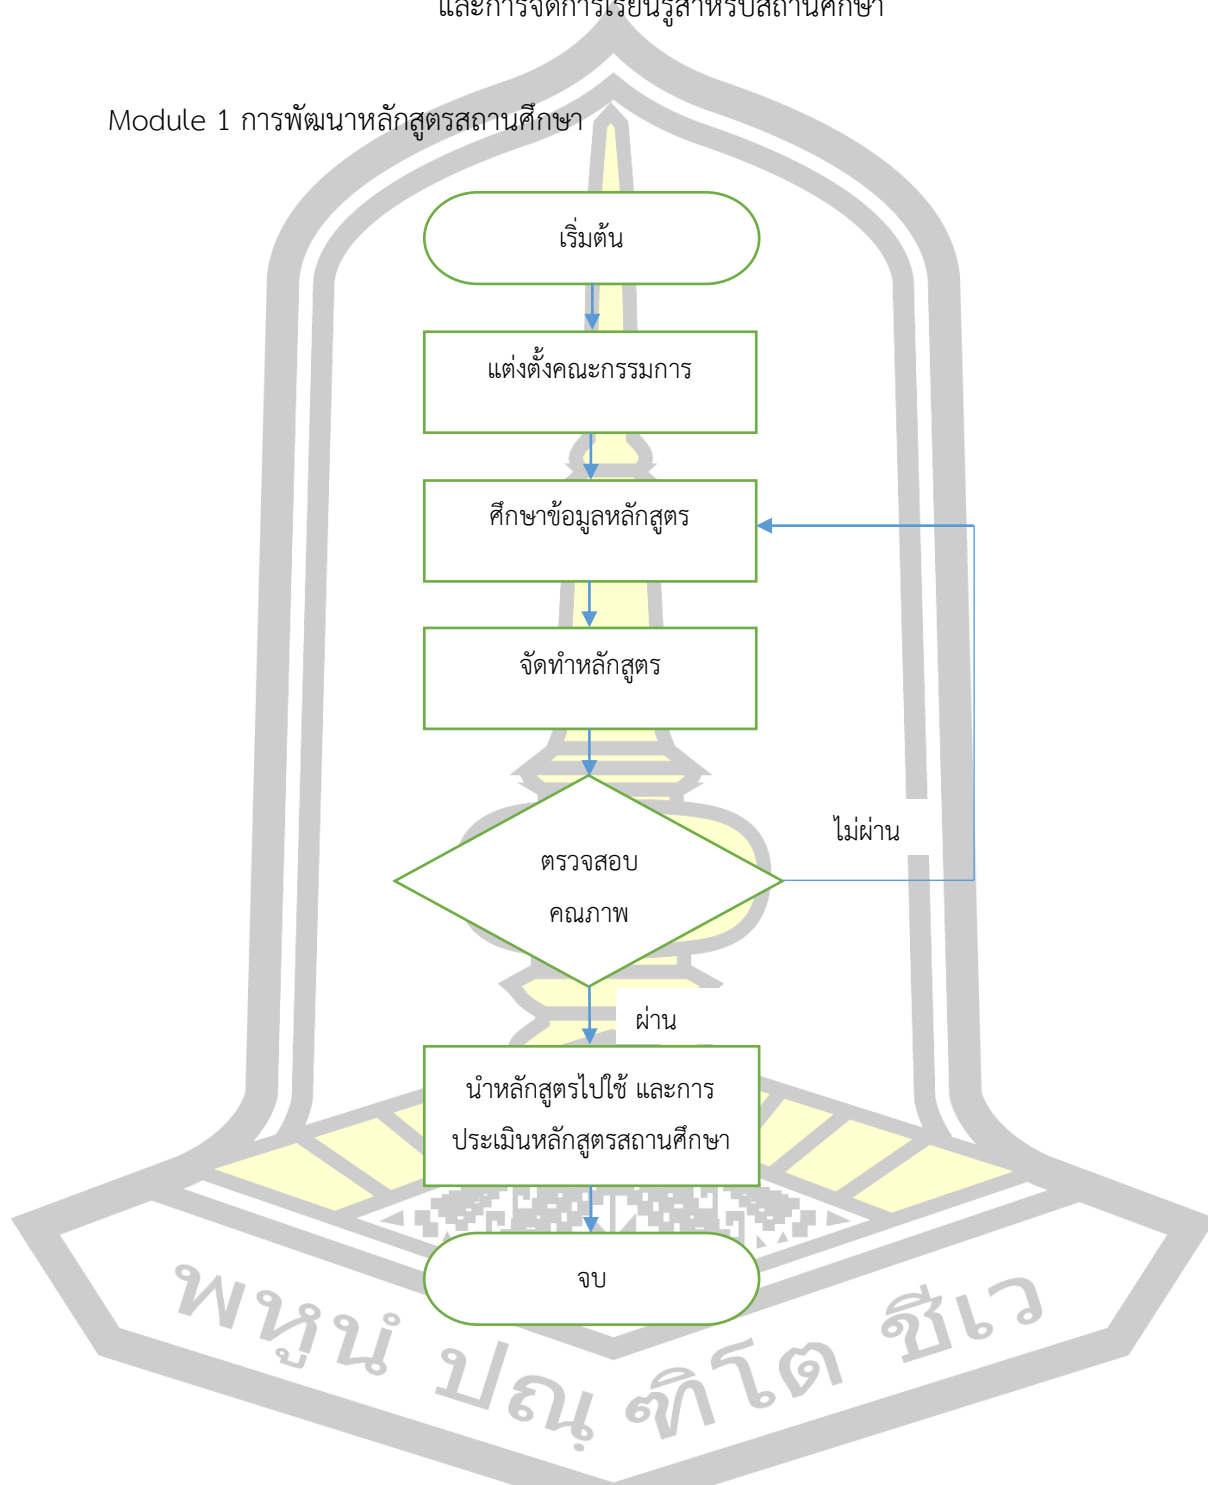 และการจัดการเรียนรู้สำหรับสถานศึกษา
Module 1 การพัฒนาหลักสูตรสถานศึกษา
เริ่มต้น
แต่งตั้งคณะกรรมการ
ศึกษาข้อมูลหลักสูตร
จัดทำหลักสูตร
ไม่ผ่าน
ตรวจสอบ
คุณภาพ
ผ่าน
นำหลักสูตรไปใช้ และการ
ประเมินหลักสูตรสถานศึกษา
จบ
พหูนํ ปณฺฑิโต ชีเว